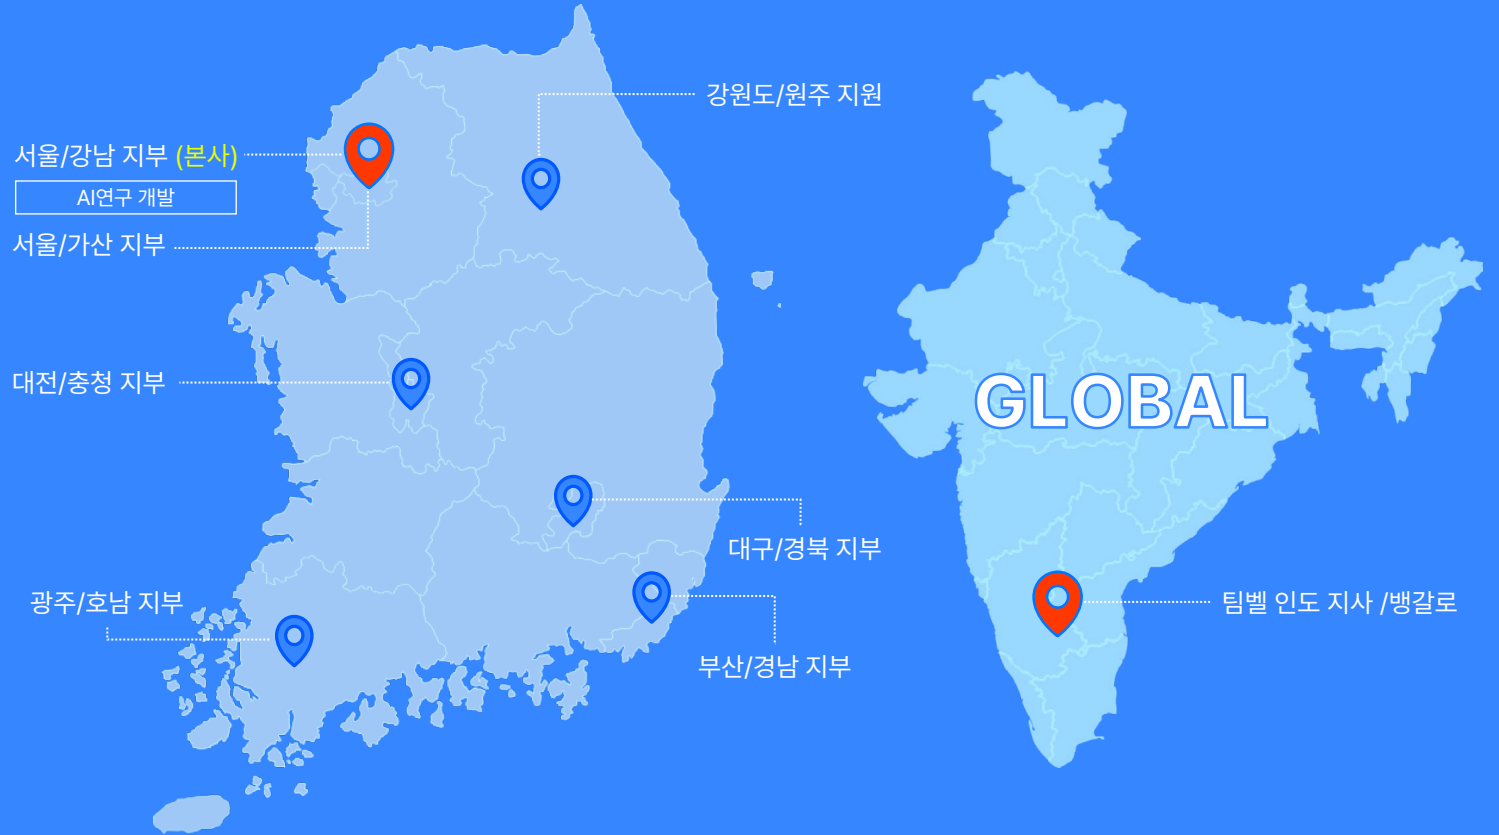 강원도/원주 지원
서울/강남 지부 (본사)
AI연구 개발
서울/가산 지부
대전/충청 지부
GLOBAL
대구/경북 지부
광주/호남 지부
팀벨 인도 지사 /뱅갈로
부산/경남 지부